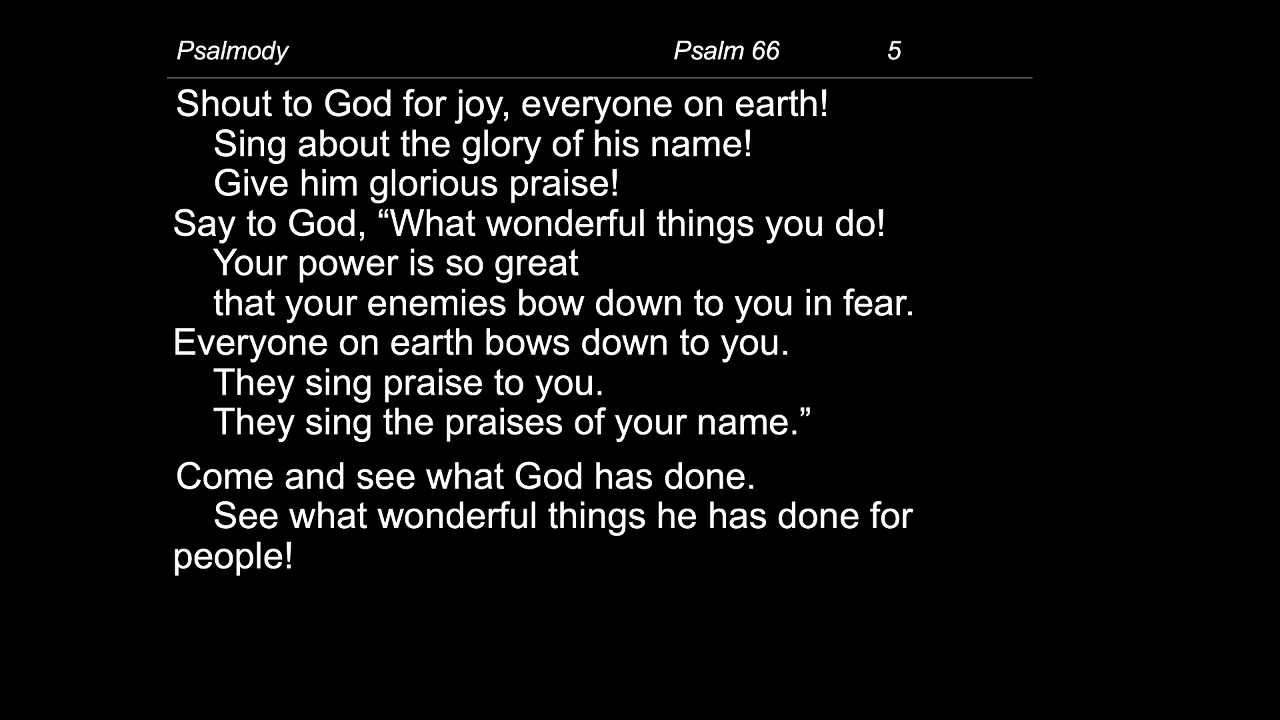 Psalmody Psalm 66 5
Shout to God for joy, everyone on earth!
Sing about the glory of his name!
Give him glorious praise!
Say to God, “What wonderful things you do!
Your power is so great
that your enemies bow down to you in fear.
Everyone on earth bows down to you.
They sing praise to you.
They sing the praises of your name.”
Come and see what God has done.
See what wonderful things he has done for
people!